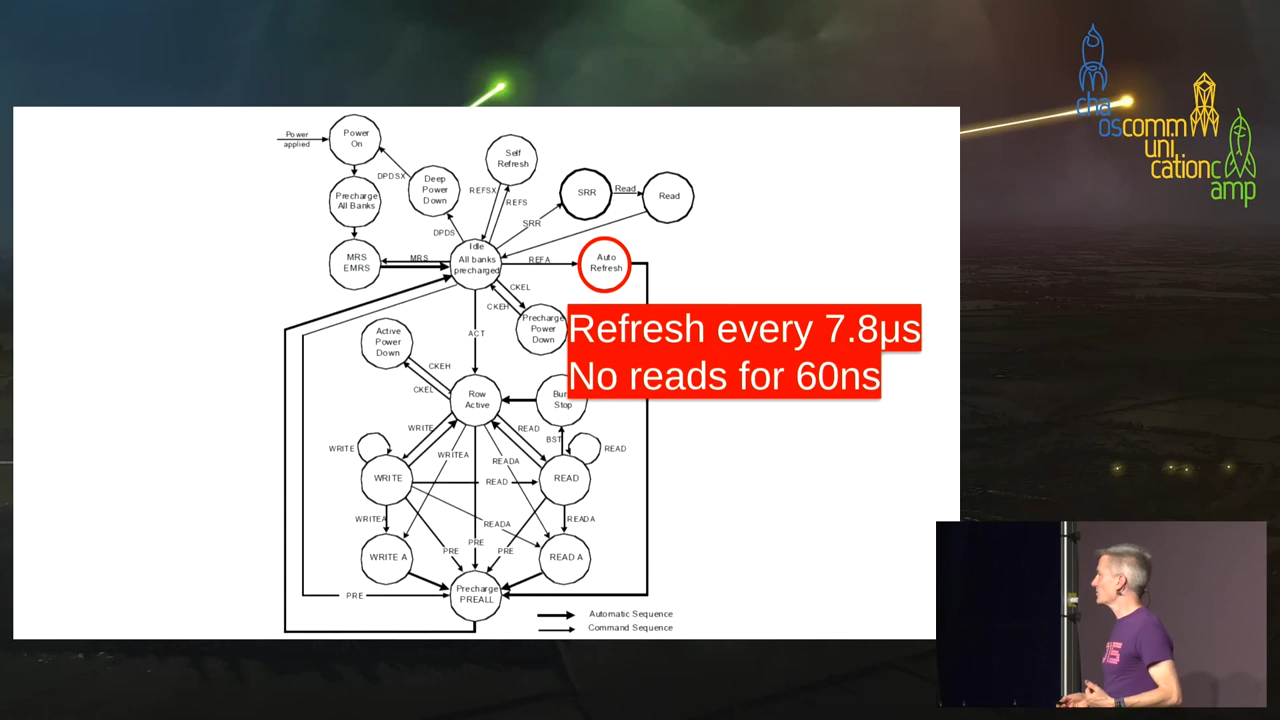 Power
applied
Power
On
DPDSX
Deep
Power
Down
Self
Refresh
REFSX
REFS
SRR
Read
Read
SRR
Precharge
All Banks
DPDS
MRS
EMRS
MRS
Idle
All banks
precharged
REFA
Auto
Refresh
CKEL
CKEH
Precharge
Power
Down
Refresh every 7.8µs
No reads for 60ns
ACT
Active
Power
Down
CKEH
CKEL
Row
Active
Stop
BST
WRITE
WRITE
WRITEA
READ
READA
READ
WRITE
READ
READ
WRITEA
READA
READA
WRITE A
PRE
PRE
PRE
READ A
PRE
Precharge
PREALL
Automatic Sequence
Command Sequence
cha
oscomm
uni
cationc
amp